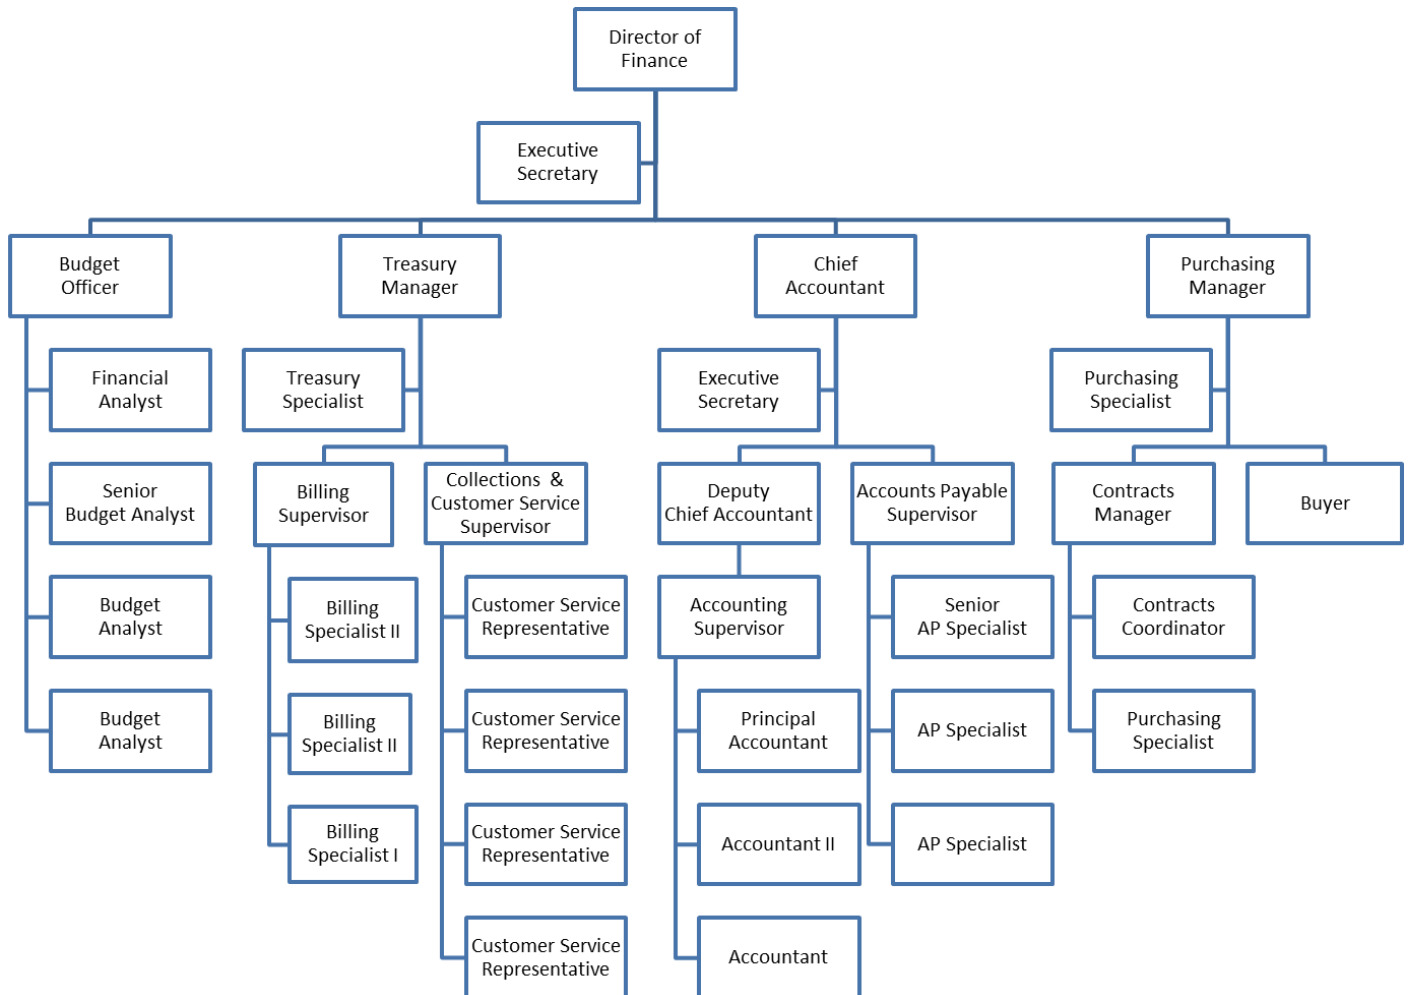 Director of
Finance
Executive
Secretary
Budget
Officer
Treasury
Manager
Chief
Accountant
Purchasing
Manager
Financial
Analyst
Treasury
Specialist
Executive
Secretary
Purchasing
Specialist
Senior
Budget Analyst
Billing
Supervisor
Collections & 
Customer Service
Supervisor
Deputy
Chief Accountant
Accounts Payable
Supervisor
Contracts
Manager
Buyer
Budget
Analyst
Billing
Specialist II
Customer Service
Representative
Accounting
Supervisor
Senior
AP Specialist
Contracts
Coordinator
Budget
Analyst
Billing
Specialist II
Customer Service
Representative
Principal
Accountant
AP Specialist
Purchasing
Specialist
Billing
Specialist I
Customer Service
Representative
Accountant II
AP Specialist
Customer Service
Representative
Accountant